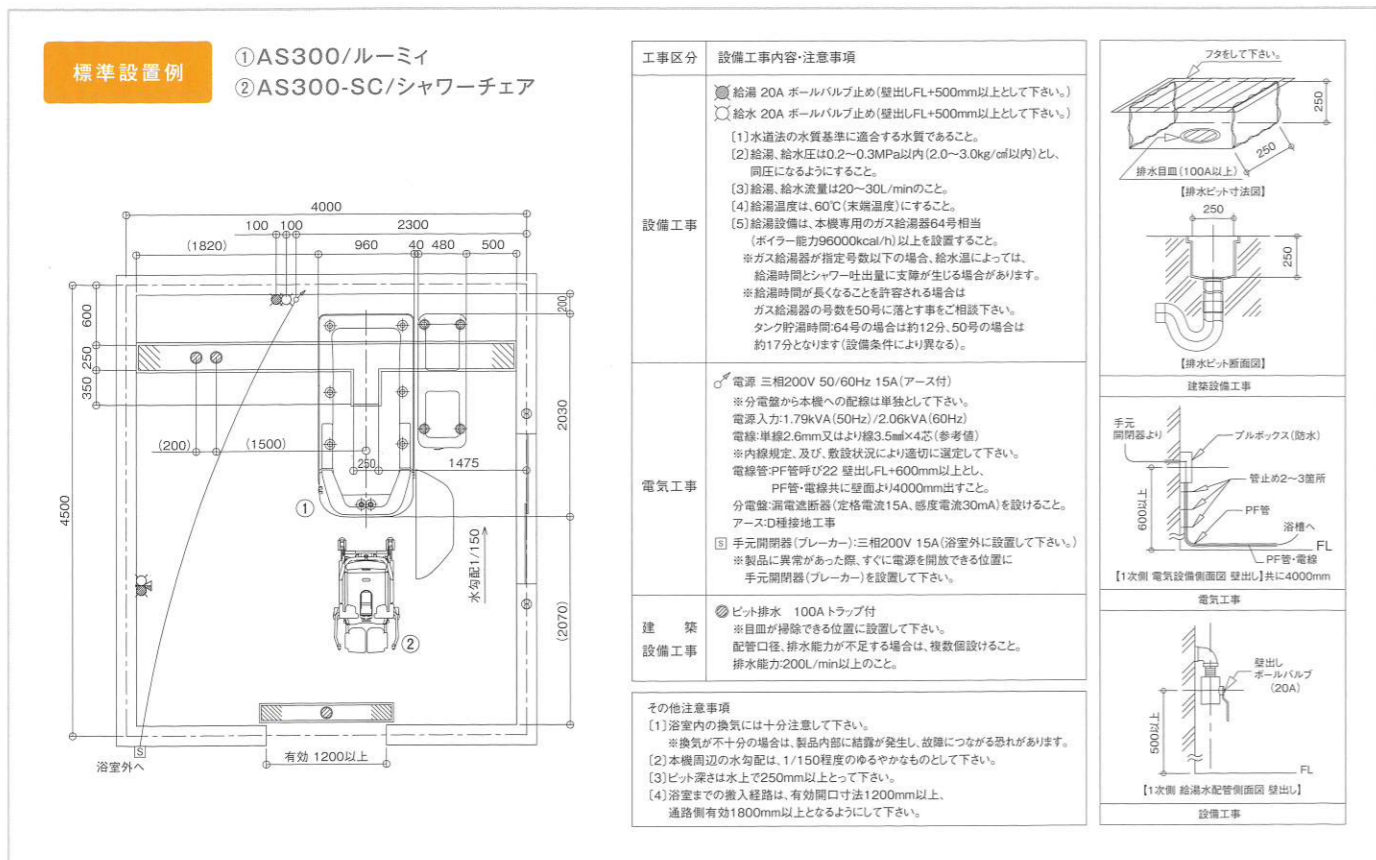 標準設置例
①AS300/ルーミィ
②AS300-SC/シャワーチェア
4000
100
100
2300
(1820)
960
40
480
500
4500
600
250
350
200
2030
(2070)
(200)
(1500)
250
1475
①
②
水勾配1/150
S
浴室外へ
有効 1200以上
工事区分
設備工事内容・注意事項
設備工事
給湯 20A ボールバルブ止め(壁出しFL+500mm以上として下さい。)
給水 20A ボールバルブ止め(壁出しFL+500mm以上として下さい。)
〔1〕水道法の水質基準に適合する水質であること。
〔2〕給湯、給水圧は0.2～0.3MPa以内(2.0～3.0kg/c㎡以内)とし、
同圧になるようにすること。
〔3〕給湯、給水流量は20～30L/minのこと。
〔4〕給湯温度は、60℃(末端温度)にすること。
〔5〕給湯設備は、本機専用のガス給湯器64号相当
(ボイラー能力96000kcal/h)以上を設置すること。
※ガス給湯器が指定号数以下の場合、給水温によっては、
給湯時間とシャワー吐出量に支障が生じる場合があります。
※給湯時間が長くなることを許容される場合は
ガス給湯器の号数を50号に落とす事をご相談下さい。
タンク貯湯時間:64号の場合は約12分、50号の場合は
約17分となります(設備条件により異なる)。
電気工事
電源 三相200V 50/60Hz 15A(アース付)
※分電盤から本機への配線は単独として下さい。
電源入力:1.79kVA(50Hz)/2.06kVA(60Hz)
電線:単線2.6mm又はより線3.5m㎡×4芯(参考値)
※内線規定、及び、敷設状況により適切に選定して下さい。
電線管:PF管呼び22 壁出しFL+600mm以上とし、
PF管・電線共に壁面より4000mm出すこと。
分電盤:漏電遮断器(定格電流15A、感度電流30mA)を設けること。
アース:D種接地工事
S 手元開閉器(ブレーカー):三相200V 15A(浴室外に設置して下さい。)
※製品に異常があった際、すぐに電源を開放できる位置に
手元開閉器(ブレーカー)を設置して下さい。
建築
設備工事
ピット排水 100Aトラップ付
※目皿が掃除できる位置に設置して下さい。
配管口径、排水能力が不足する場合は、複数個設けること。
排水能力:200L/min以上のこと。
その他注意事項
〔1〕浴室内の換気には十分注意して下さい。
※換気が不十分の場合は、製品内部に結露が発生し、故障につながる恐れがあります。
〔2〕本機周辺の水勾配は、1/150程度のゆるやかなものとして下さい。
〔3〕ピット深さは水上で250mm以上とって下さい。
〔4〕浴室までの搬入経路は、有効開口寸法1200mm以上、
通路側有効1800mm以上となるようにして下さい。
フタをして下さい。
250
250
排水目皿(100A以上)
【排水ピット寸法図】
250
250
【排水ピット断面図】
建築設備工事
手元
開閉器より
プルボックス(防水)
管止め2～3箇所
600以上
PF管
浴槽へ
FL
PF管・電線
【1次側 電気設備側面図 壁出し】共に4000mm
電気工事
壁出し
ボールバルブ
(20A)
500以上
FL
【1次側 給湯水配管側面図 壁出し】
設備工事